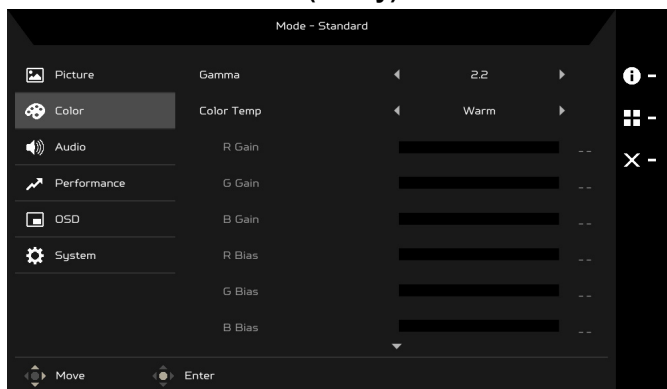 Mode - Standard
Picture
Gamma 2.2
Color
Color Temp Warm
Audio
R Gain --
Performance
G Gain --
OSD
B Gain --
System
R Bias --
G Bias --
B Bias --
Move Enter